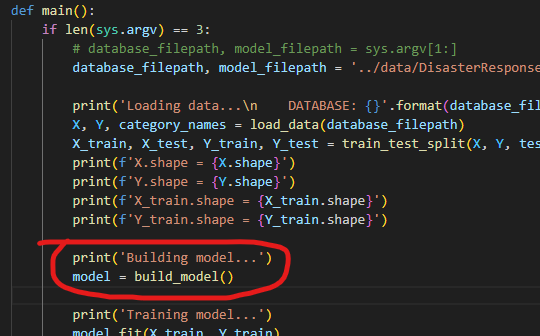 def main():
if len(sys.argv) == 3:
# database_filepath, model_filepath = sys.argv[1:]
database_filepath, model_filepath = '../data/DisasterResponse
print('Loading data...\n    DATABASE: {}'.format(database_fil
X, Y, category_names = load_data(database_filepath)
X_train, X_test, Y_train, Y_test = train_test_split(X, Y, tes
print(f'X.shape = {X.shape}')
print(f'Y.shape = {Y.shape}')
print(f'X_train.shape = {X_train.shape}')
print(f'Y_train.shape = {Y_train.shape}')
print('Building model...')
model = build_model()
print('Training model...')
model.fit(X_train, Y_train)